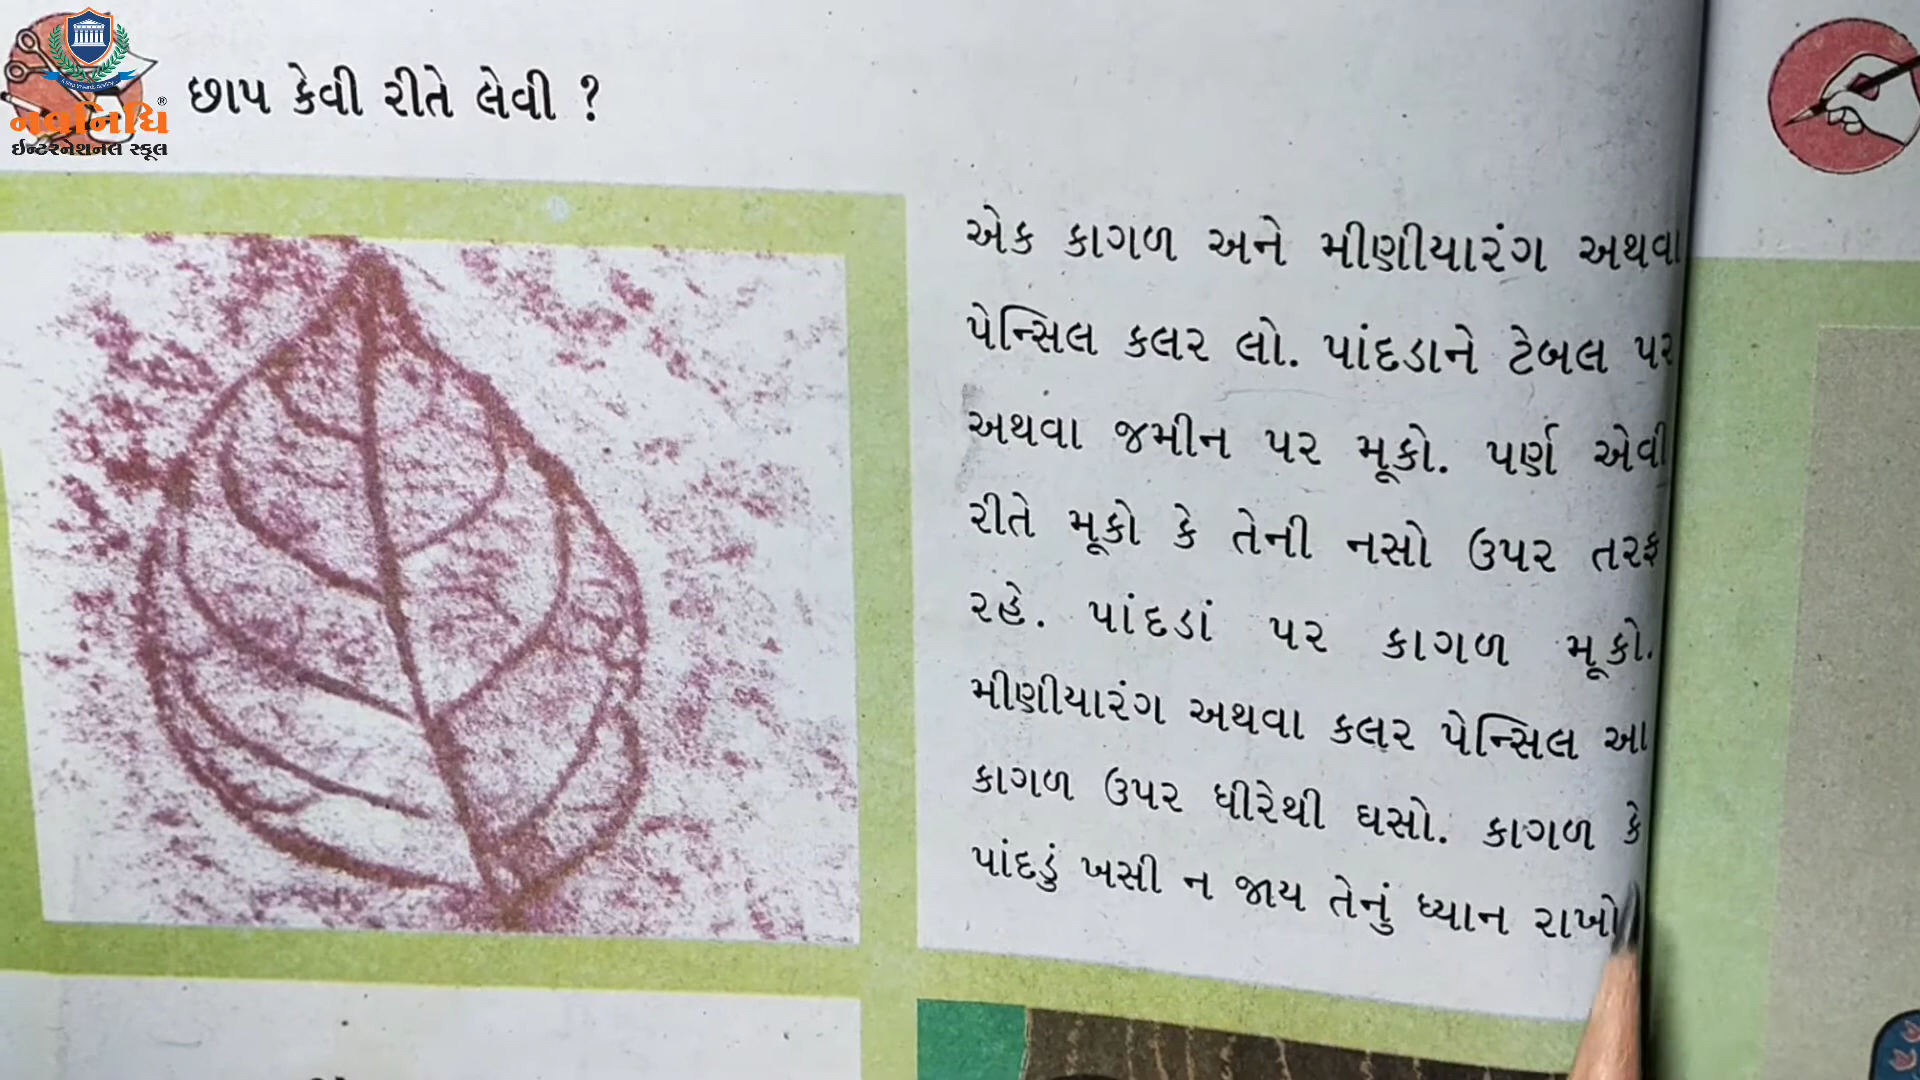 નવનિધિ
ઈન્ટરનેશનલ સ્કૂલ
છાપ કેવી રીતે લેવી ?
એક કાગળ અને મીણીયારંગ અથવા
પેન્સિલ કલર લો. પાંદડાને ટેબલ પર
અથવા જમીન પર મૂકો. પર્ણ એવી
રીતે મૂકો કે તેની નસો ઉપર તરફ
રહે. પાંદડાં પર કાગળ મૂકો.
મીણીયારંગ અથવા કલર પેન્સિલ આ
કાગળ ઉપર ધીરેથી ઘસો. કાગળ કે
પાંદડું ખસી ન જાય તેનું ધ્યાન રાખો